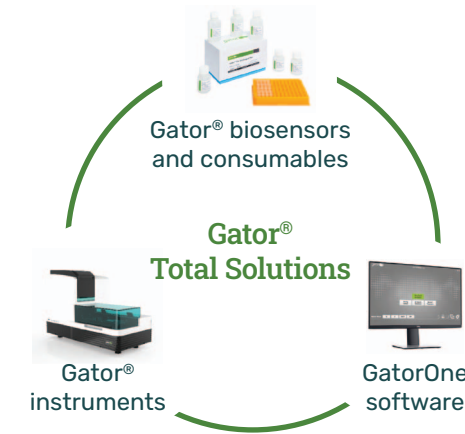 Gator® biosensors
and consumables
Gator®
Total Solutions
Gator®
instruments
GatorOne
software